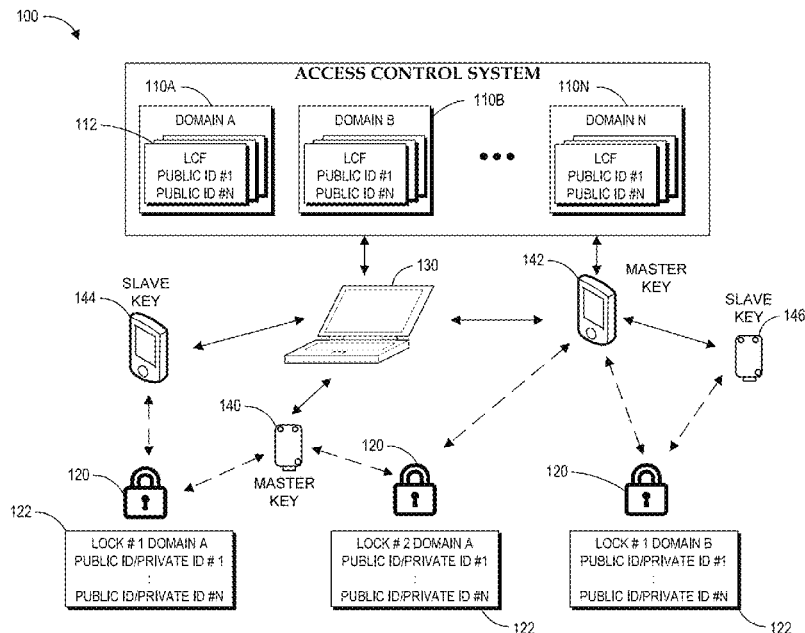 100
ACCESS CONTROL SYSTEM
110A
110B
110N
112
DOMAIN A
LCF
PUBLIC ID #1
PUBLIC ID #N
DOMAIN B
LCF
PUBLIC ID #1
PUBLIC ID #N
DOMAIN N
LCF
PUBLIC ID #1
PUBLIC ID #N
130
142
MASTER
KEY
SLAVE
KEY
144
SLAVE
KEY
146
140
MASTER
KEY
120
120
120
122
LOCK # 1 DOMAIN A
PUBLIC ID/PRIVATE ID # 1
:
PUBLIC ID/PRIVATE ID #N
LOCK # 2 DOMAIN A
PUBLIC ID/PRIVATE ID #1
:
PUBLIC ID/PRIVATE ID #N
122
LOCK # 1 DOMAIN B
PUBLIC ID/PRIVATE ID #1
:
PUBLIC ID/PRIVATE ID #N
122